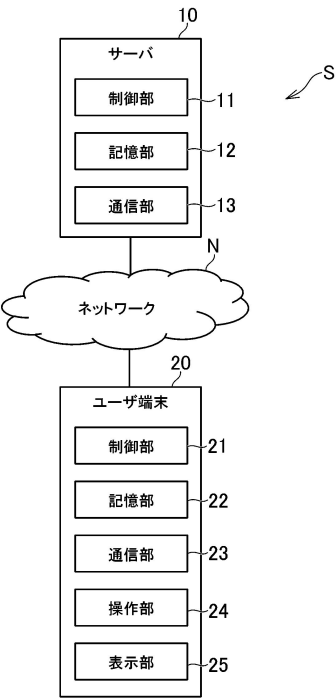 10
サーバ
S
制御部 11
記憶部 12
通信部 13
N
ネットワーク
20
ユーザ端末
制御部 21
記憶部 22
通信部 23
操作部 24
表示部 25